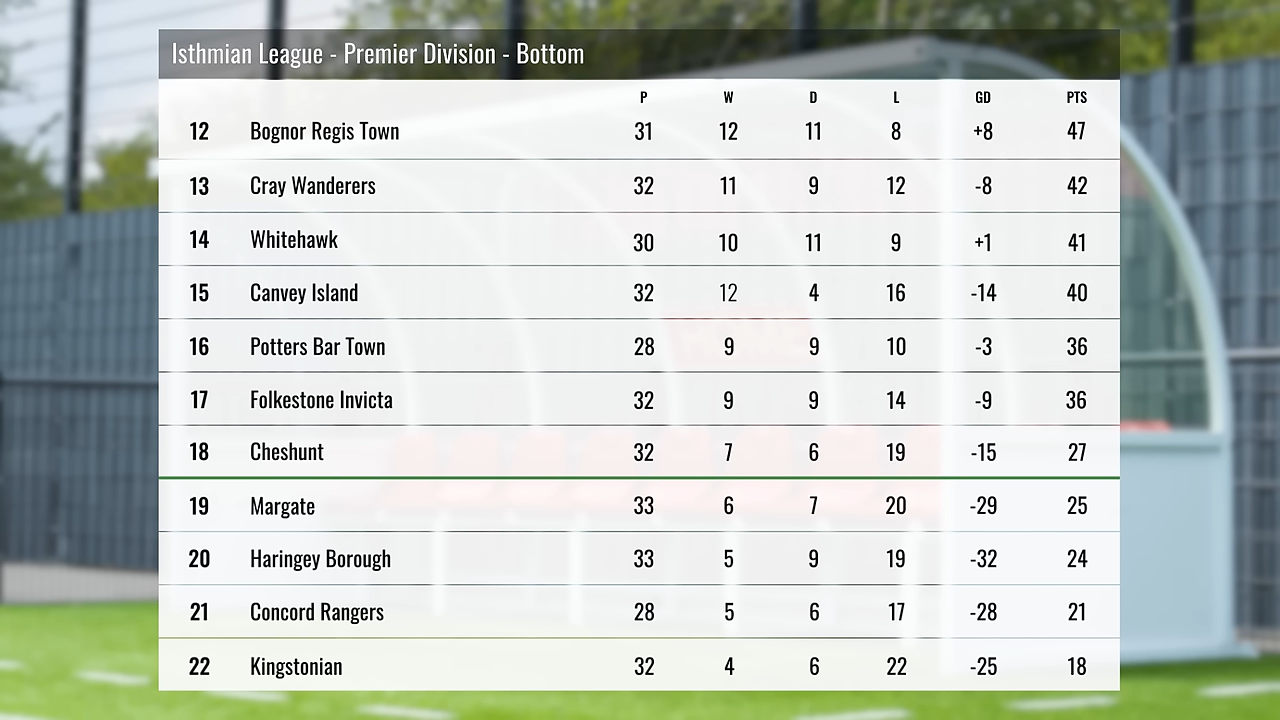 Isthmian League - Premier Division - Bottom
P W D L GD PTS
12 Bognor Regis Town 31 12 11 8 +8 47
13 Cray Wanderers 32 11 9 12 -8 42
14 Whitehawk 30 10 11 9 +1 41
15 Canvey Island 32 12 4 16 -14 40
16 Potters Bar Town 28 9 9 10 -3 36
17 Folkestone Invicta 32 9 9 14 -9 36
18 Cheshunt 32 7 6 19 -15 27
19 Margate 33 6 7 20 -29 25
20 Haringey Borough 33 5 9 19 -32 24
21 Concord Rangers 28 5 6 17 -28 21
22 Kingstonian 32 4 6 22 -25 18